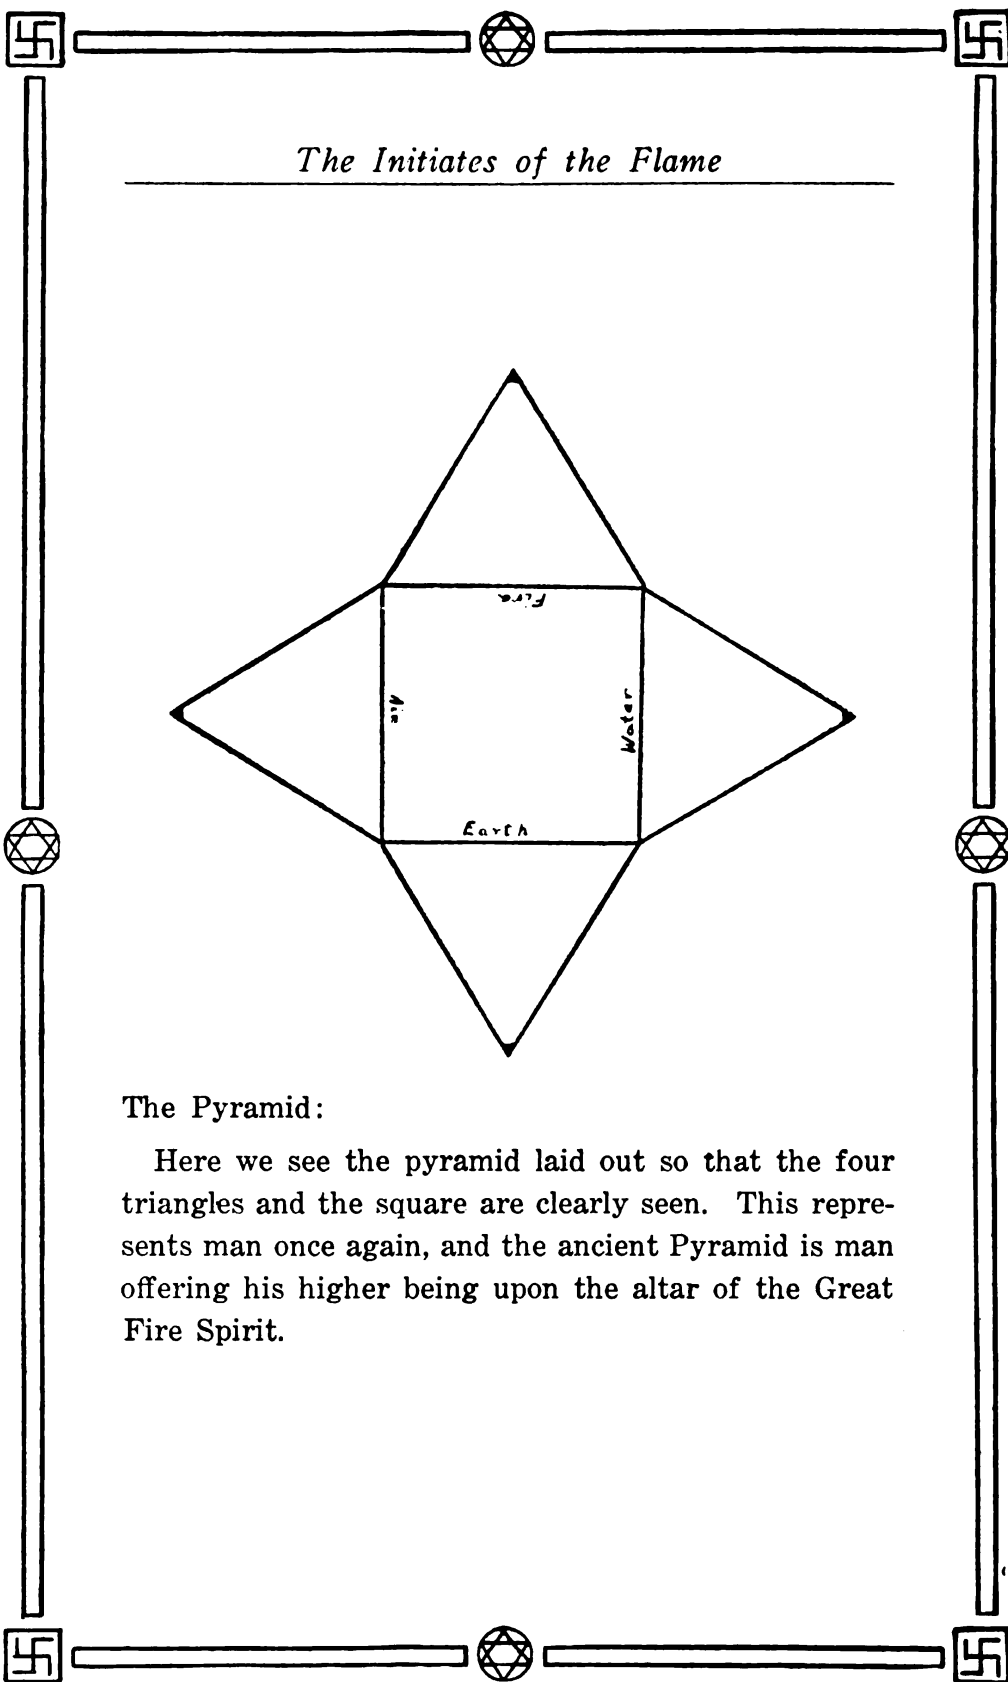 The Initiates of the Flame
Fire
Air
Water
Earth
The Pyramid:
Here we see the pyramid laid out so that the four
triangles and the square are clearly seen. This repre-
sents man once again, and the ancient Pyramid is man
offering his higher being upon the altar of the Great
Fire Spirit.